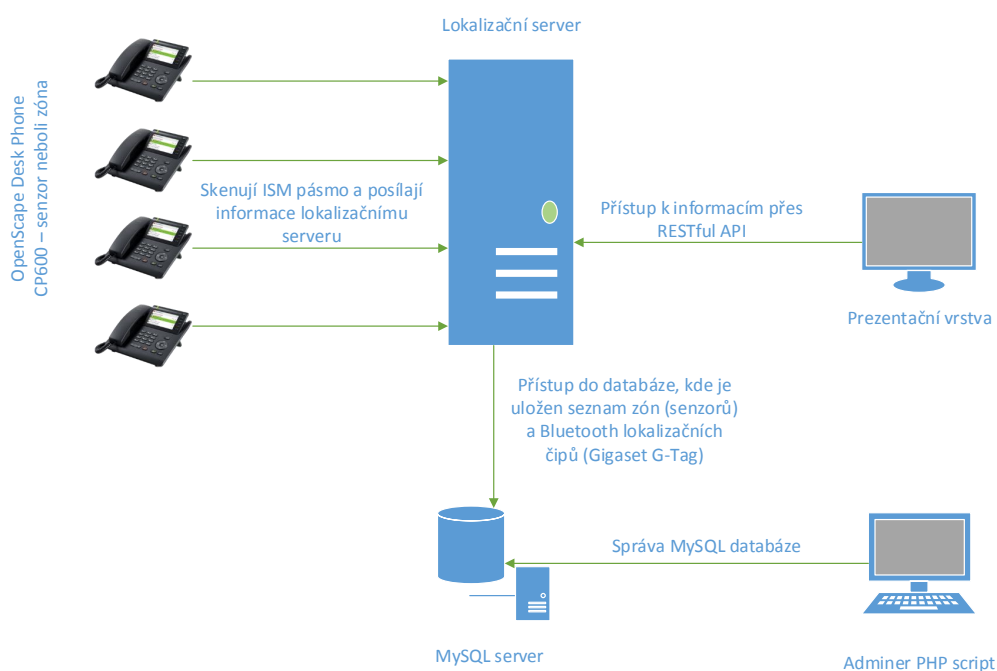 Lokalizační server
OpenScape Desk Phone
CP600 – senzor neboli zóna
Skenují ISM pásmo a posílají
informace lokalizačnímu
serveru
Přístup k informacím přes
RESTful API
Prezentační vrstva
Přístup do databáze, kde je
uložen seznam zón (senzorů)
a Bluetooth lokalizačních
čipů (Gigaset G-Tag)
Správa MySQL databáze
MySQL server
Adminer PHP script